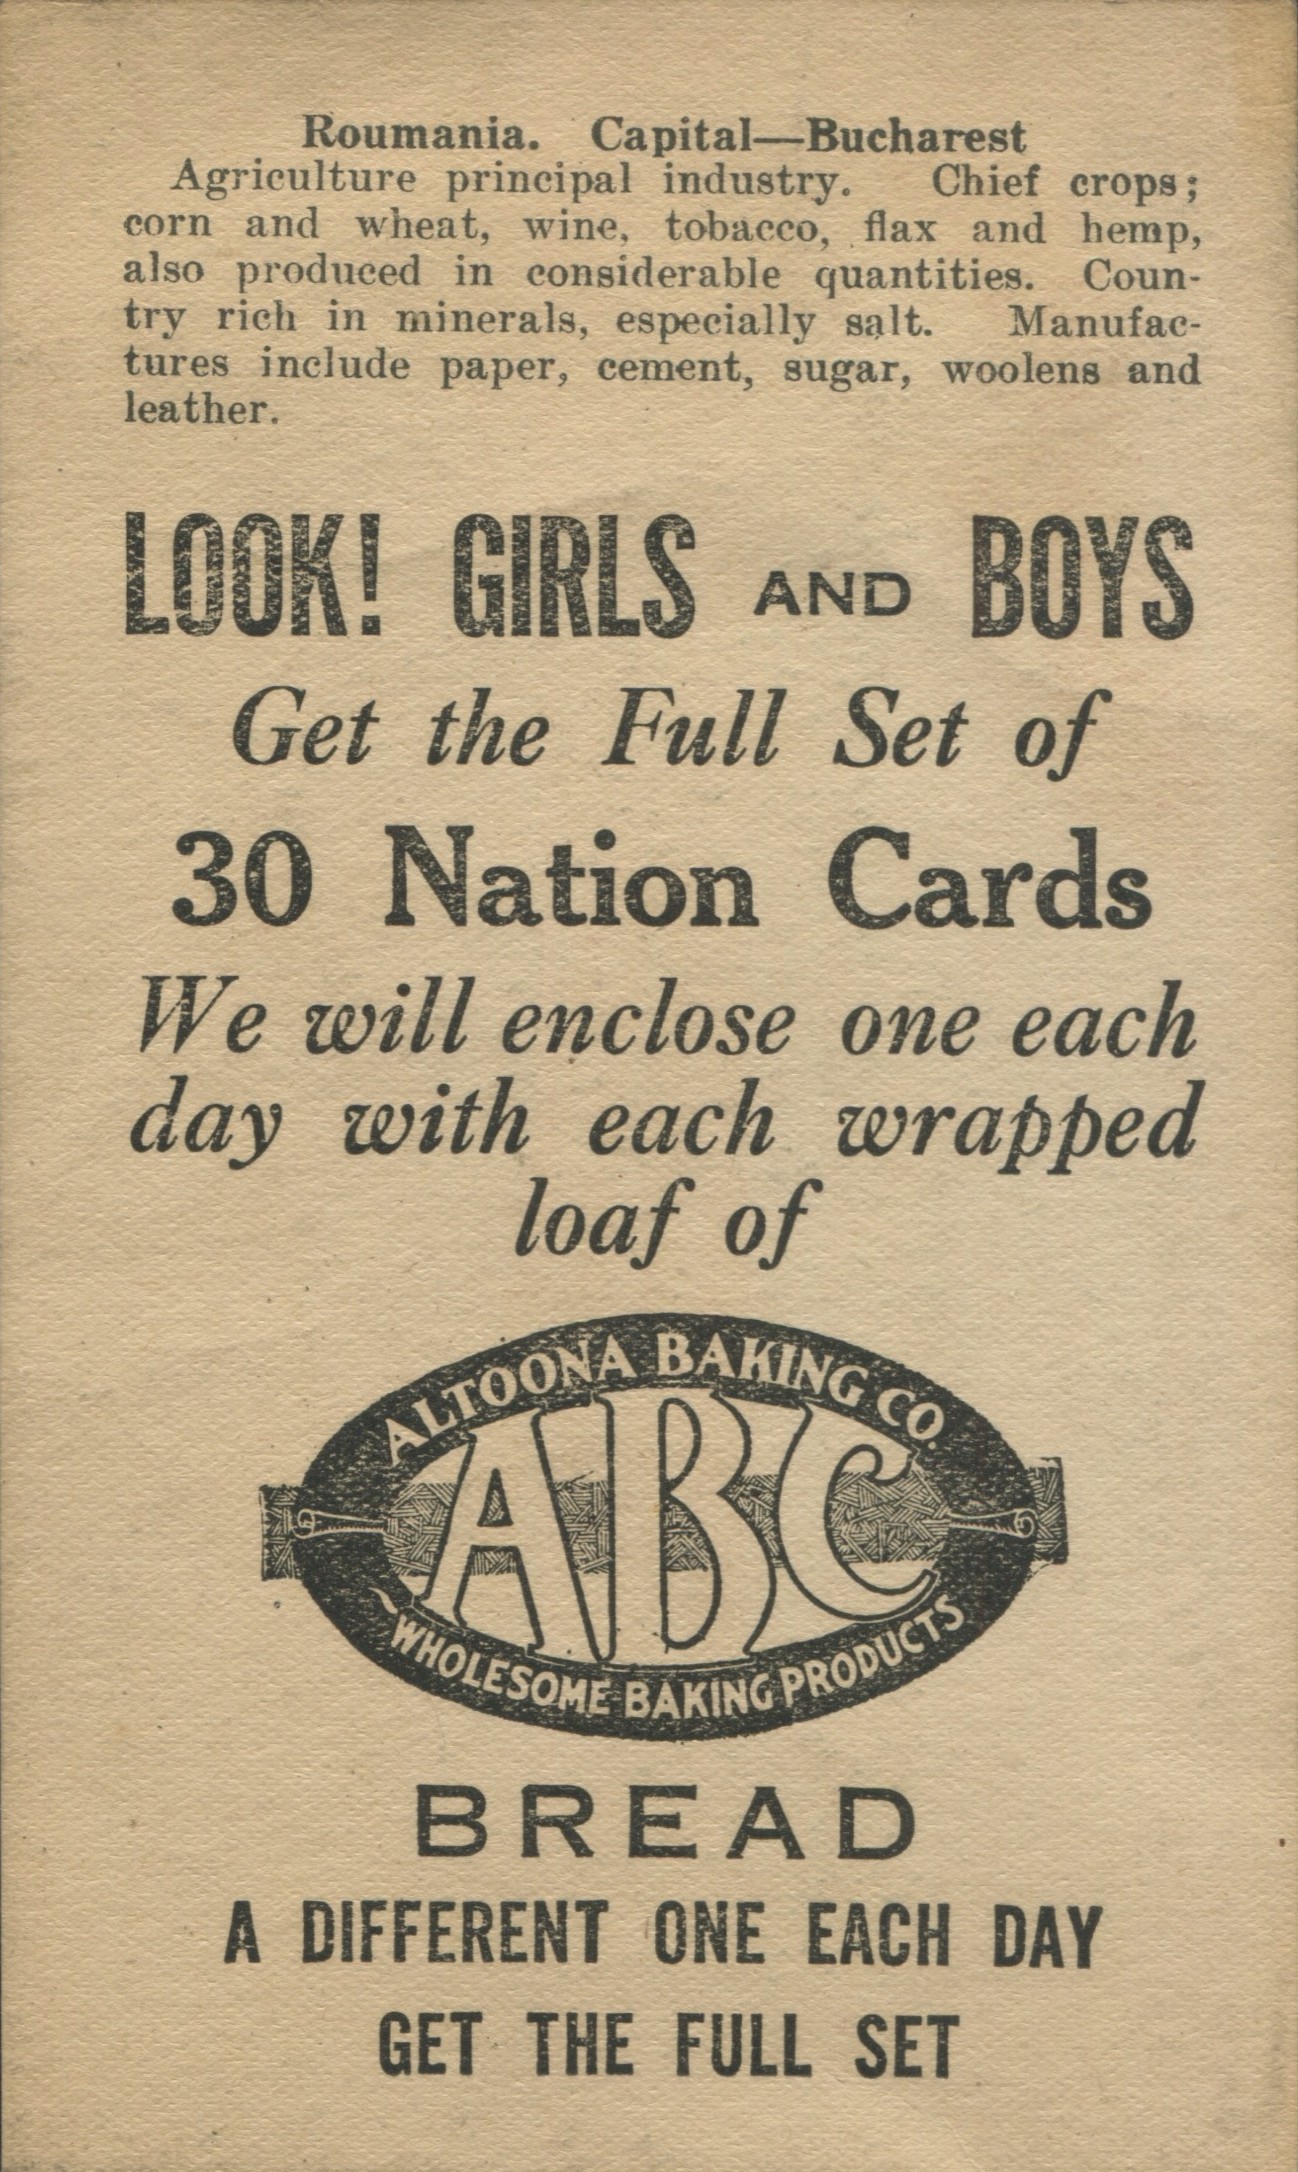 Roumania. Capital—Bucharest
Agriculture principal industry. Chief crops;
corn and wheat, wine, tobacco, flax and hemp,
also produced in considerable quantities. Coun-
try rich in minerals, especially salt. Manufac-
tures include paper, cement, sugar, woolens and
leather.
LOOK! GIRLS AND BOYS
Get the Full Set of
30 Nation Cards
We will enclose one each
day with each wrapped
loaf of
ALTOONA BAKING CO.
ABC
WHOLESOME BAKING PRODUCTS
BREAD
A DIFFERENT ONE EACH DAY
GET THE FULL SET